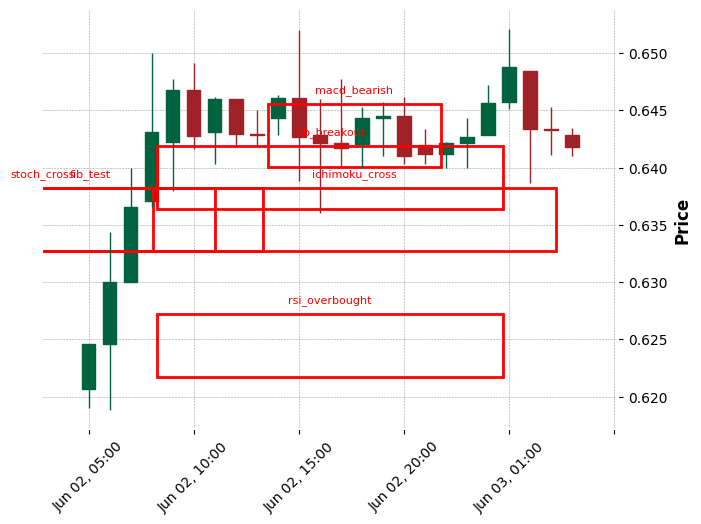 macd_bearish
stoch_cross
fib_test
ichimoku_cross
rsi_overbought
0.650
0.645
0.640
0.635
0.630
0.625
0.620
Price
Jun 02, 05:00
Jun 02, 10:00
Jun 02, 15:00
Jun 02, 20:00
Jun 03, 01:00